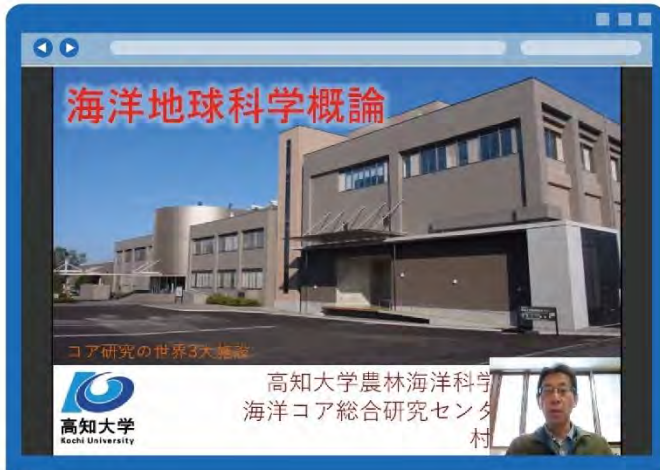 海洋地球科学概論
コア研究の世界3大施設
高知大学
Kochi University
高知大学農林海洋科学
海洋コア総合研究センタ
村